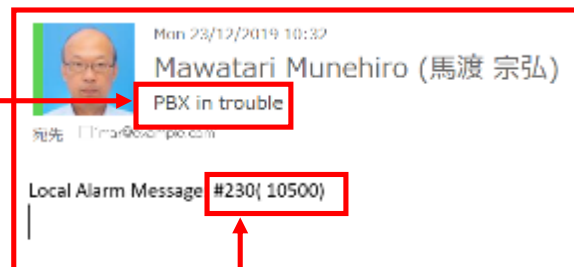 Mon 23/12/2019 10:32
Mawatari Munehiro (馬渡 宗弘)
PBX in trouble
宛先
Local Alarm Message #230( 10500)